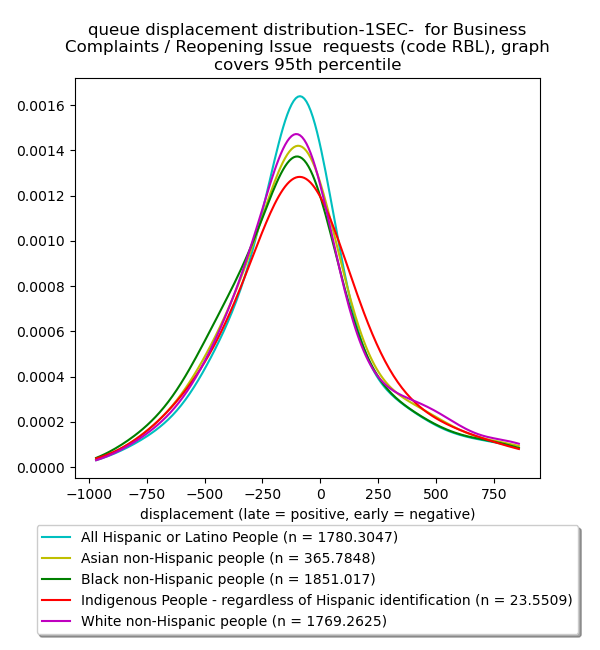 queue displacement distribution-1SEC-  for Business
Complaints / Reopening Issue  requests (code RBL), graph
covers 95th percentile
0.0016
0.0014
0.0012
0.0010
0.0008
0.0006
0.0004
0.0002
0.0000
−1000 −750 −500 −250 0 250 500 750
displacement (late = positive, early = negative)
All Hispanic or Latino People (n = 1780.3047)
Asian non-Hispanic people (n = 365.7848)
Black non-Hispanic people (n = 1851.017)
Indigenous People - regardless of Hispanic identification (n = 23.5509)
White non-Hispanic people (n = 1769.2625)